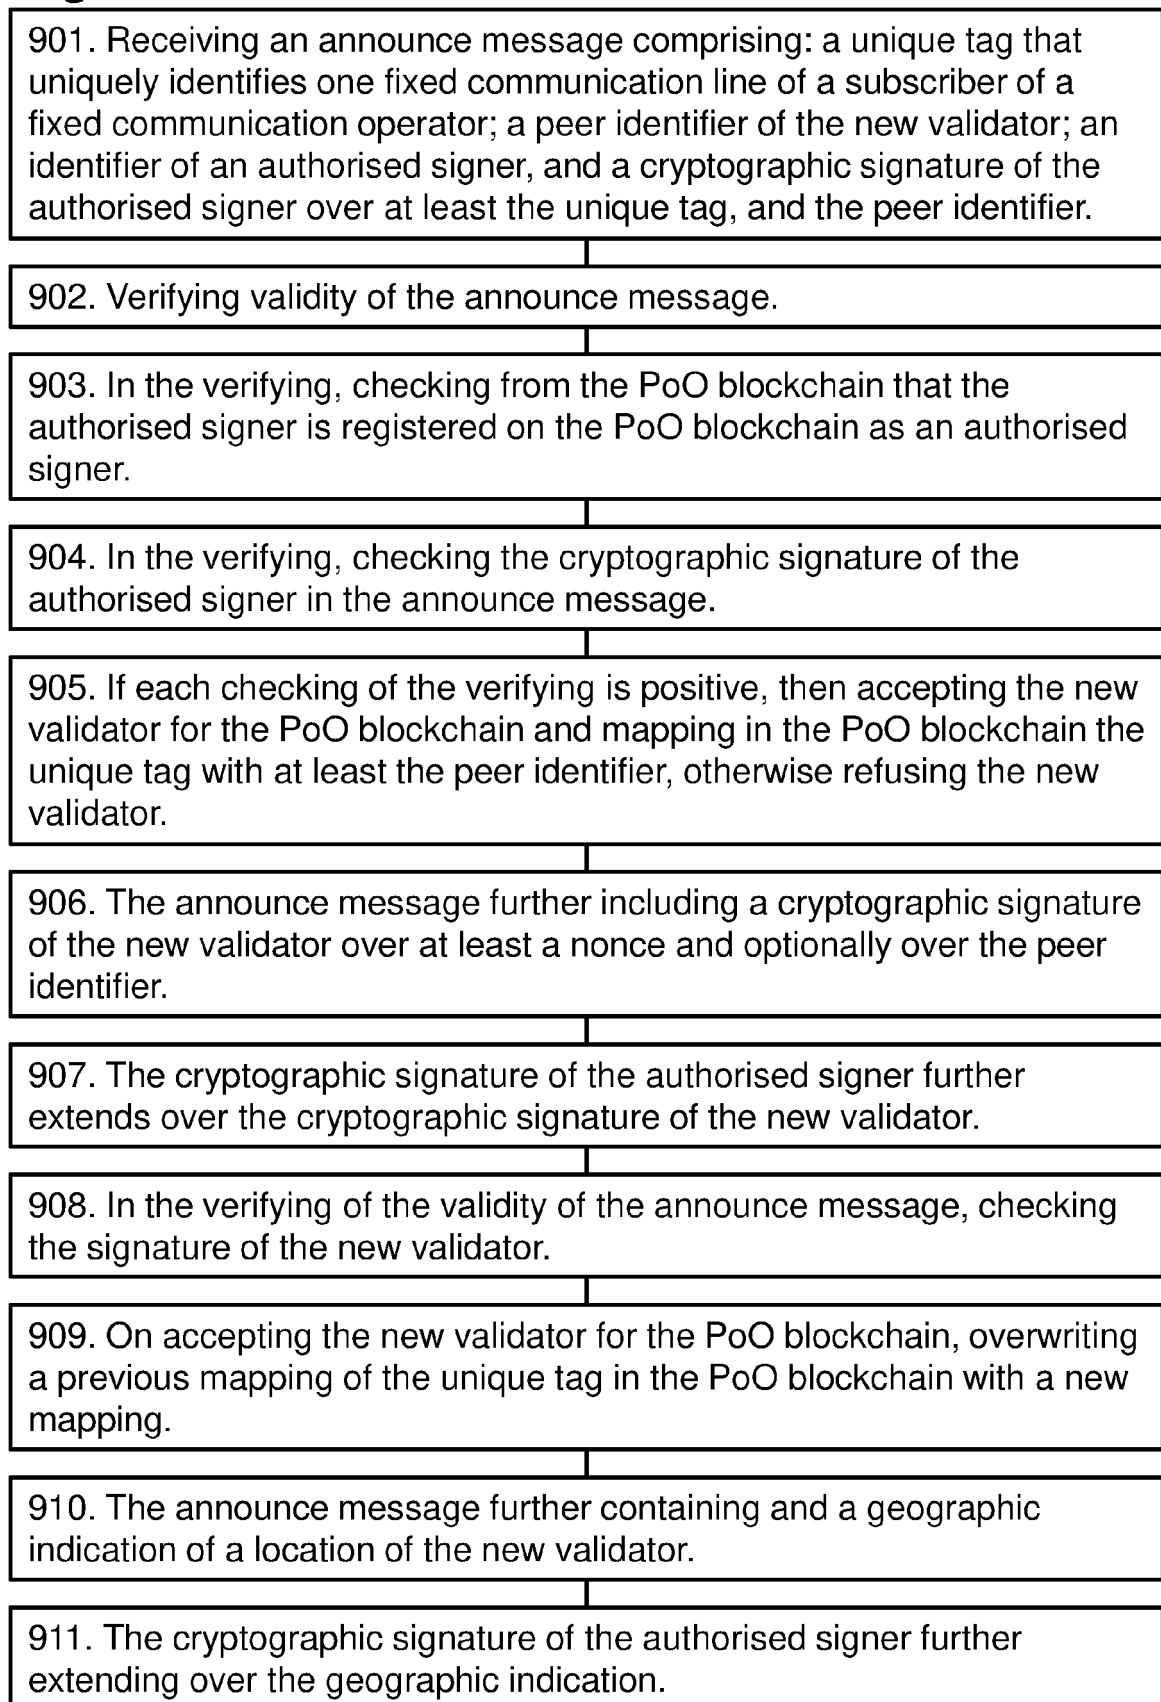 901. Receiving an announce message comprising: a unique tag that
uniquely identifies one fixed communication line of a subscriber of a
fixed communication operator; a peer identifier of the new validator; an
identifier of an authorised signer, and a cryptographic signature of the
authorised signer over at least the unique tag, and the peer identifier.
902. Verifying validity of the announce message.
903. In the verifying, checking from the PoO blockchain that the
authorised signer is registered on the PoO blockchain as an authorised
signer.
904. In the verifying, checking the cryptographic signature of the
authorised signer in the announce message.
905. If each checking of the verifying is positive, then accepting the new
validator for the PoO blockchain and mapping in the PoO blockchain the
unique tag with at least the peer identifier, otherwise refusing the new
validator.
906. The announce message further including a cryptographic signature
of the new validator over at least a nonce and optionally over the peer
identifier.
907. The cryptographic signature of the authorised signer further
extends over the cryptographic signature of the new validator.
908. In the verifying of the validity of the announce message, checking
the signature of the new validator.
909. On accepting the new validator for the PoO blockchain, overwriting
a previous mapping of the unique tag in the PoO blockchain with a new
mapping.
910. The announce message further containing and a geographic
indication of a location of the new validator.
911. The cryptographic signature of the authorised signer further
extending over the geographic indication.